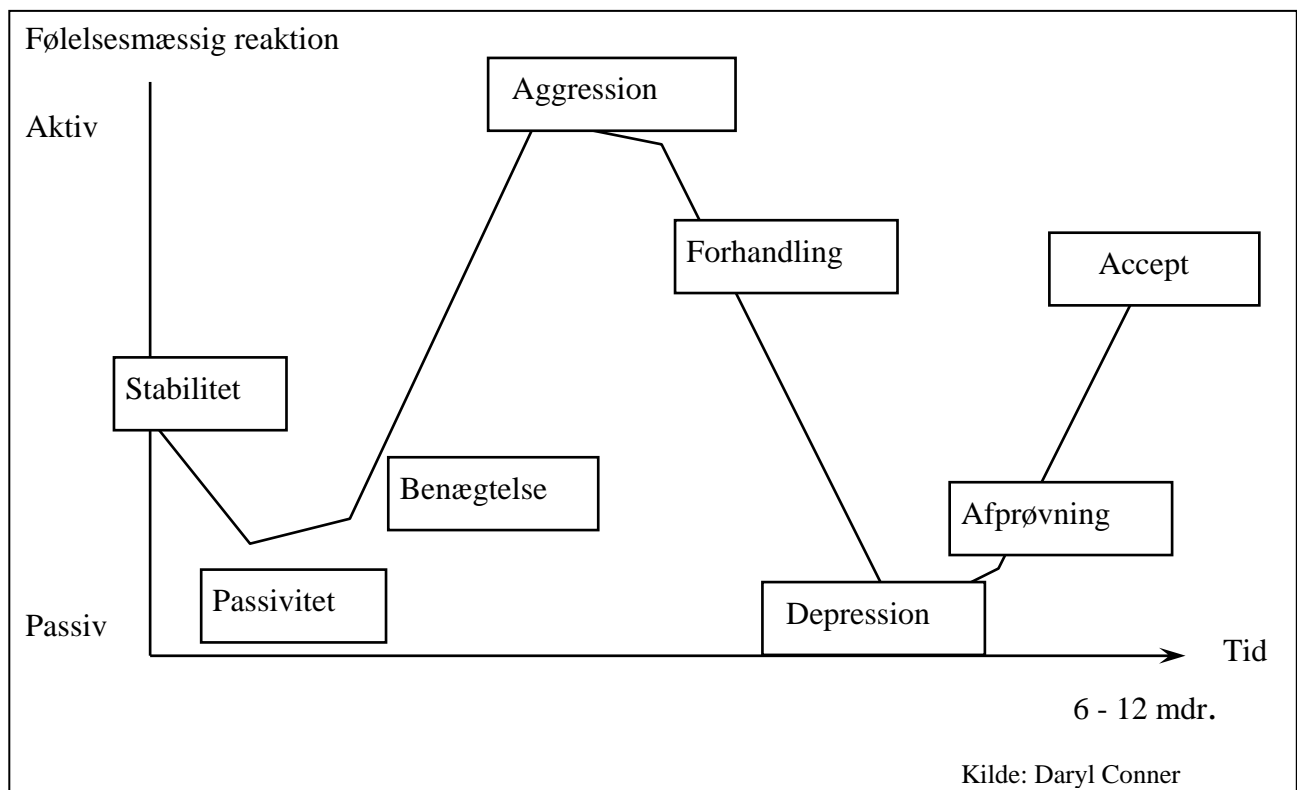 Følelsesmæssig reaktion
Aggression
Aktiv
Forhandling
Accept
Stabilitet
Benægtelse
Afprøvning
Passivitet
Depression
Passiv
Tid
6 - 12 mdr.
Kilde: Daryl Conner